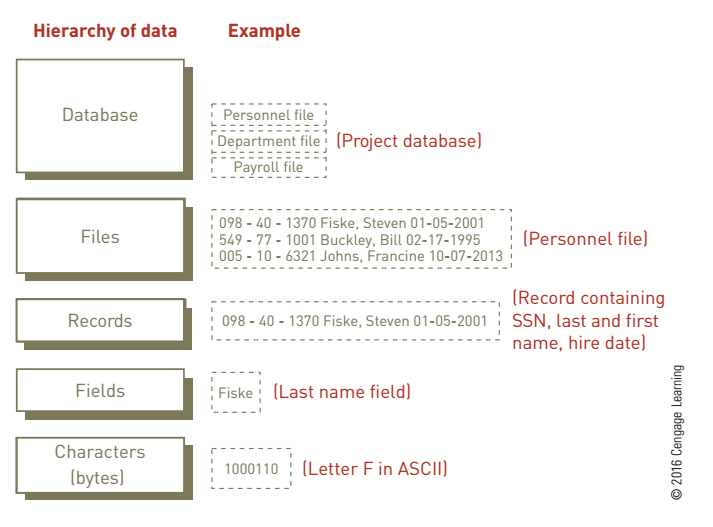 Hierarchy of data
Example
Database
Personnel file
Department file
Payroll file
(Project database)
Files
098 - 40 - 1370 Fiske, Steven 01-05-2001
549 - 77 - 1001 Buckley, Bill 02-17-1995
005 - 10 - 6321 Johns, Francine 10-07-2013
(Personnel file)
Records
098 - 40 - 1370 Fiske, Steven 01-05-2001
(Record containing
SSN, last and first
name, hire date)
Fields
Fiske
(Last name field)
Characters
(bytes)
1000110
(Letter F in ASCII)
© 2016 Cengage Learning